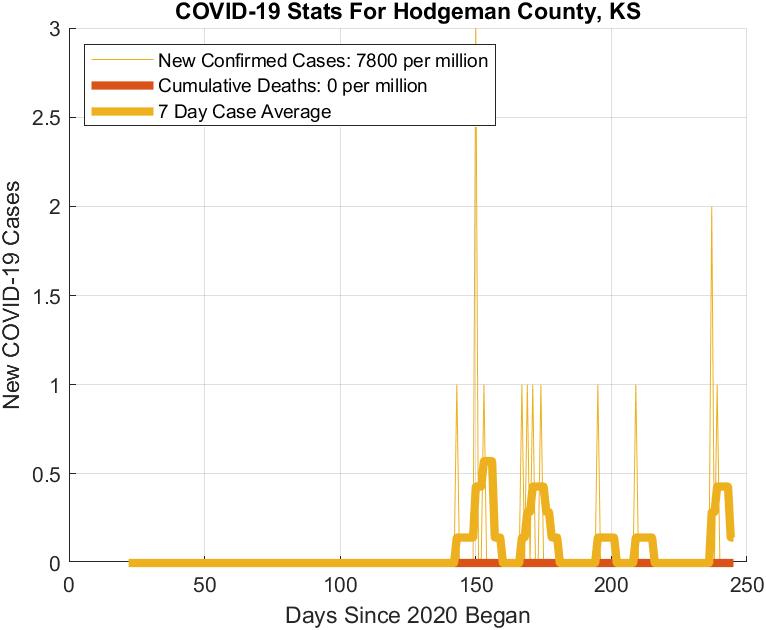 COVID-19 Stats For Hodgeman County, KS
New Confirmed Cases: 7800 per million
Cumulative Deaths: 0 per million
7 Day Case Average
New COVID-19 Cases
3
2.5
2
1.5
1
0.5
0
0 50 100 150 200 250
Days Since 2020 Began